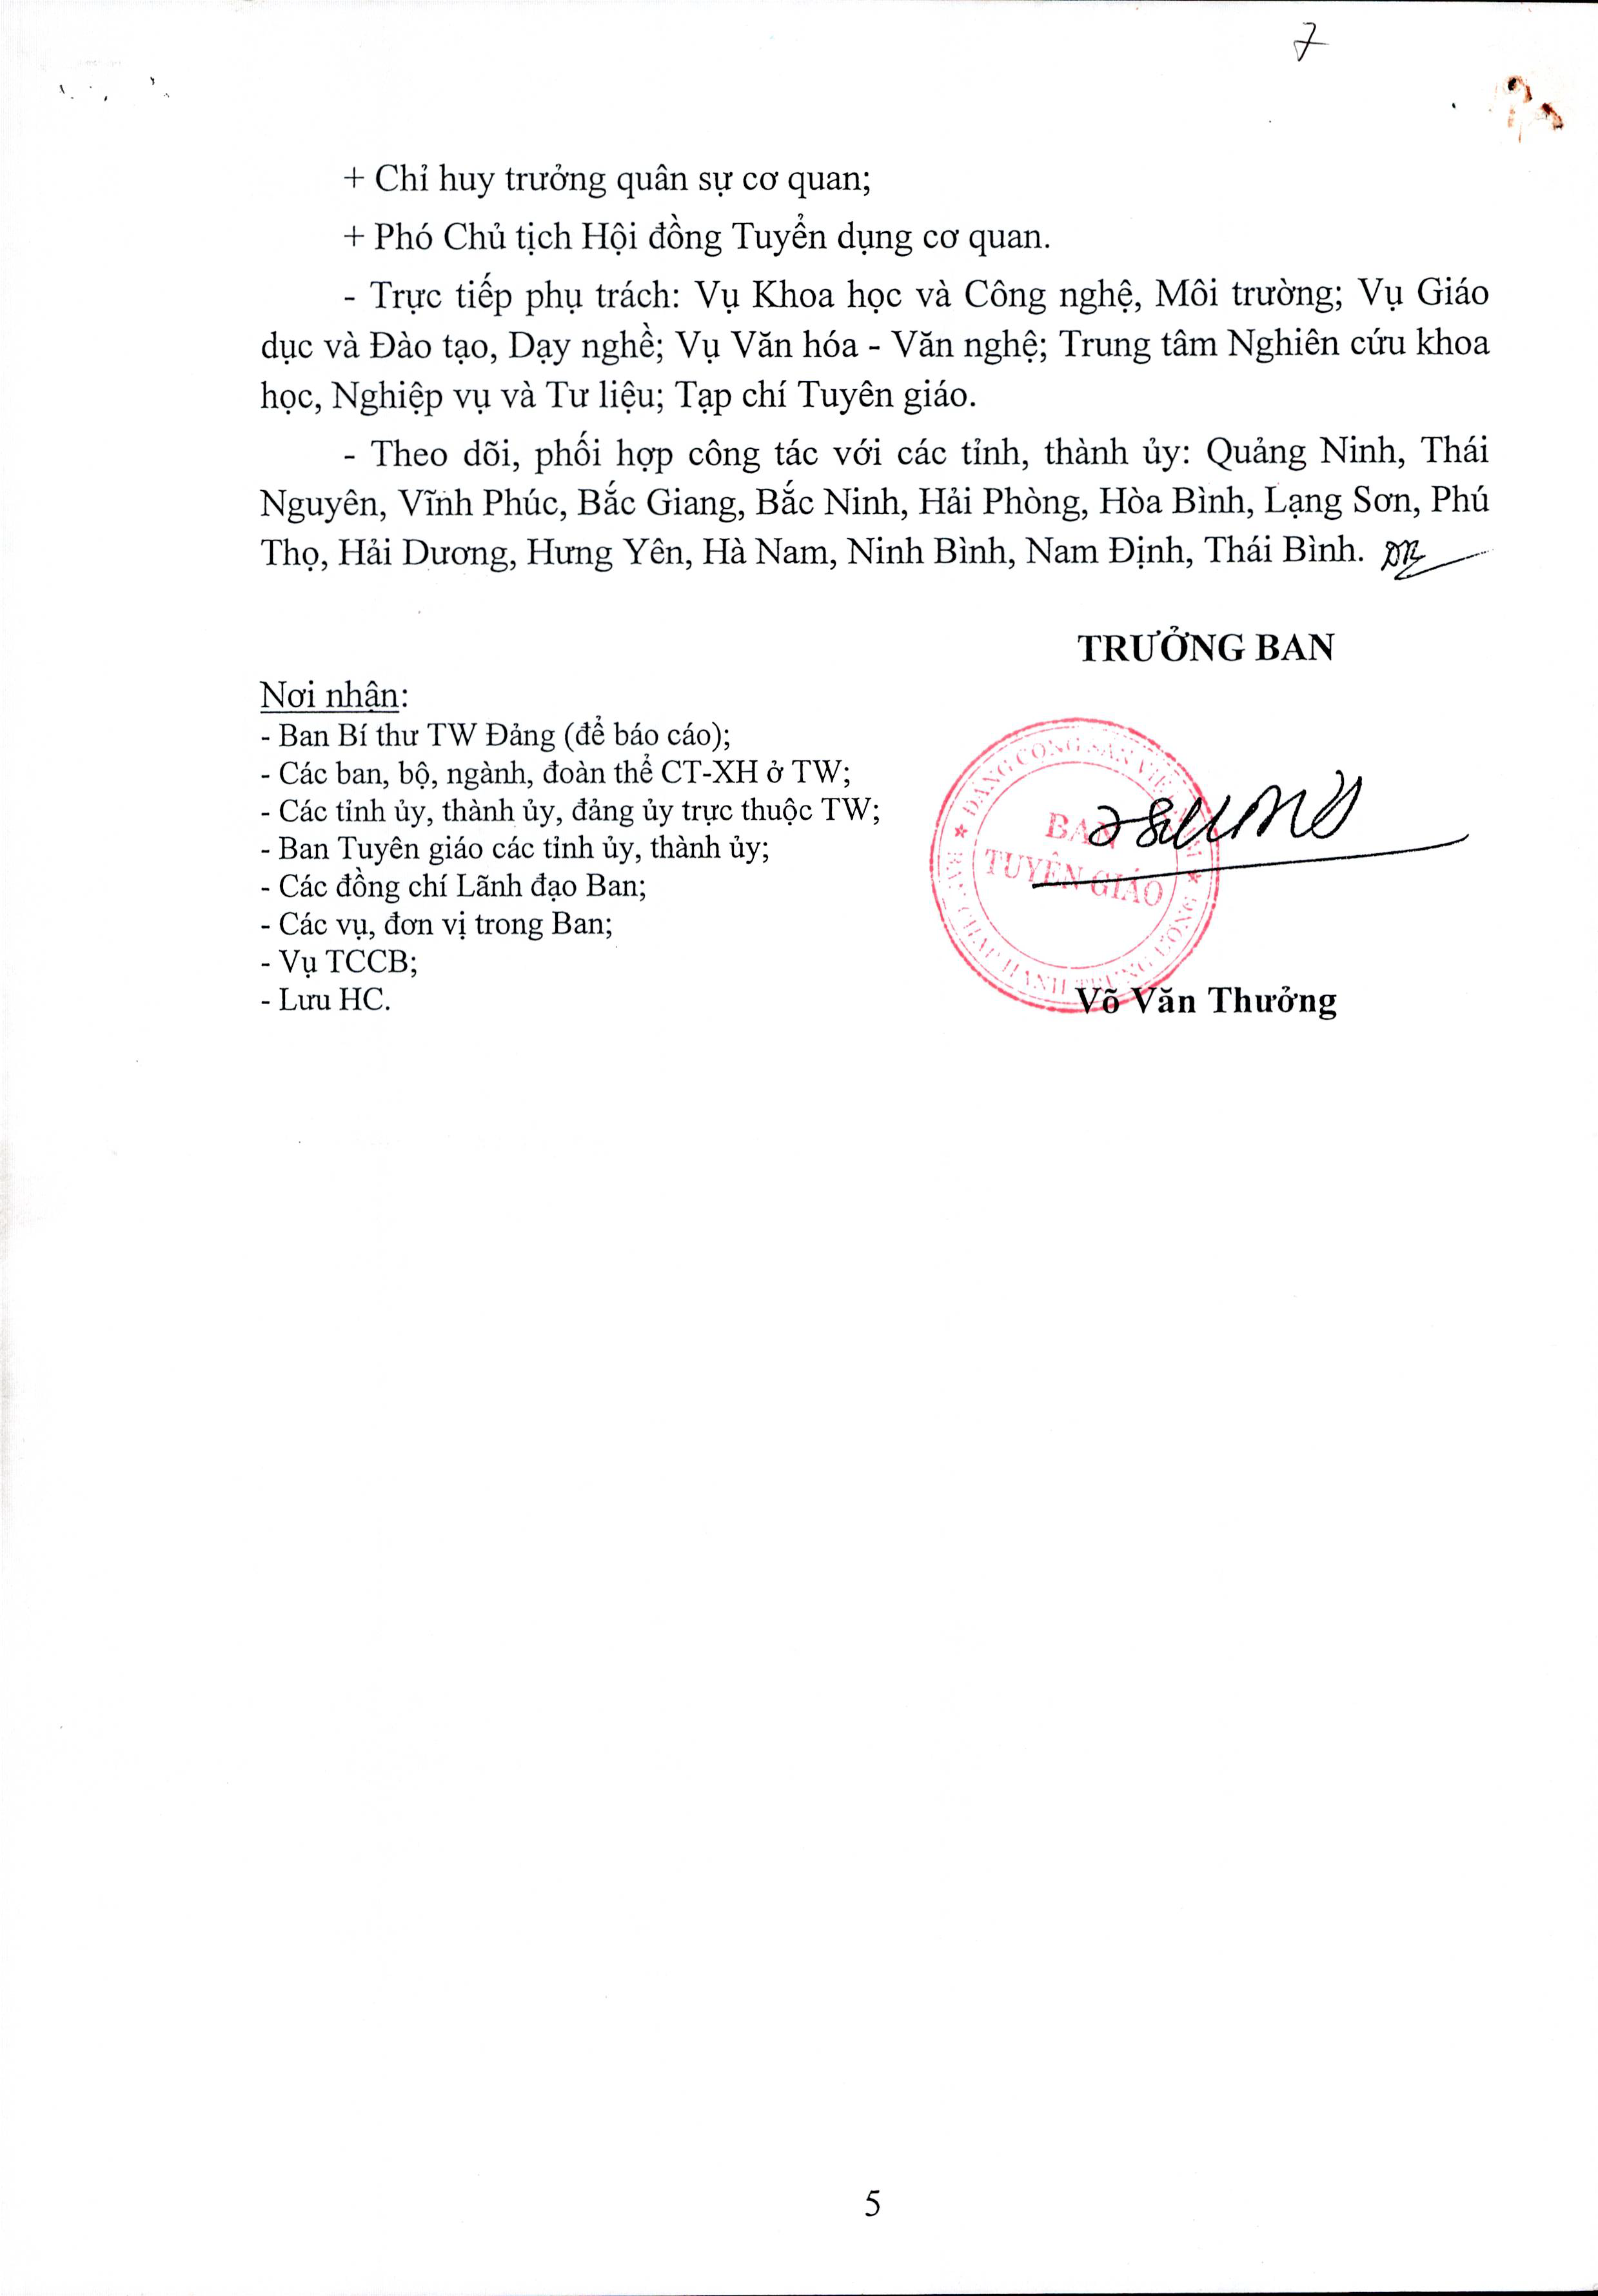 7
+ Chỉ huy trưởng quân sự cơ quan;
+ Phó Chủ tịch Hội đồng Tuyển dụng cơ quan.
- Trực tiếp phụ trách: Vụ Khoa học và Công nghệ, Môi trường; Vụ Giáo
dục và Đào tạo, Dạy nghề; Vụ Văn hóa - Văn nghệ; Trung tâm Nghiên cứu khoa
học, Nghiệp vụ và Tư liệu; Tạp chí Tuyên giáo.
- Theo dõi, phối hợp công tác với các tỉnh, thành ủy: Quảng Ninh, Thái
Nguyên, Vĩnh Phúc, Bắc Giang, Bắc Ninh, Hải Phòng, Hòa Bình, Lạng Sơn, Phú
Thọ, Hải Dương, Hưng Yên, Hà Nam, Ninh Bình, Nam Định, Thái Bình.
TRƯỞNG BAN
Nơi nhận:
- Ban Bí thư TW Đảng (để báo cáo);
- Các ban, bộ, ngành, đoàn thể CT-XH ở TW;
- Các tỉnh ủy, thành ủy, đảng ủy trực thuộc TW;
- Ban Tuyên giáo các tỉnh ủy, thành ủy;
- Các đồng chí Lãnh đạo Ban;
- Các vụ, đơn vị trong Ban;
- Vụ TCCB;
- Lưu HC.
ĐẢNG CỘNG SẢN VIỆT NAM
BAN
TUYÊN GIÁO
BAN CHẤP HÀNH TRUNG ƯƠNG
Võ Văn Thưởng
5